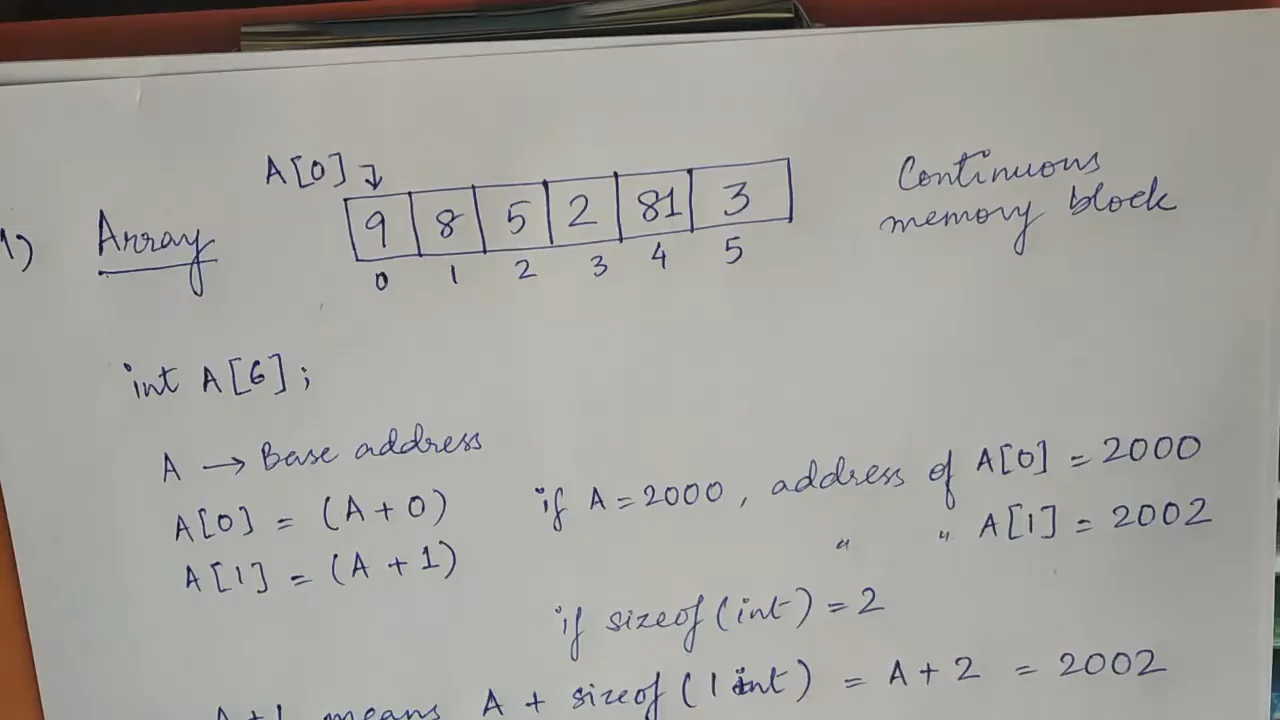 A[0]
1) Array 9 8 5 2 81 3 Continuous memory block
0 1 2 3 4 5
int A[6];
A → Base address
A[0] = (A+0) if A = 2000, address of A[0] = 2000
A[1] = (A + 1) " " A[1] = 2002
if sizeof(int) = 2
A+1 means A + sizeof(1 int) = A + 2 = 2002